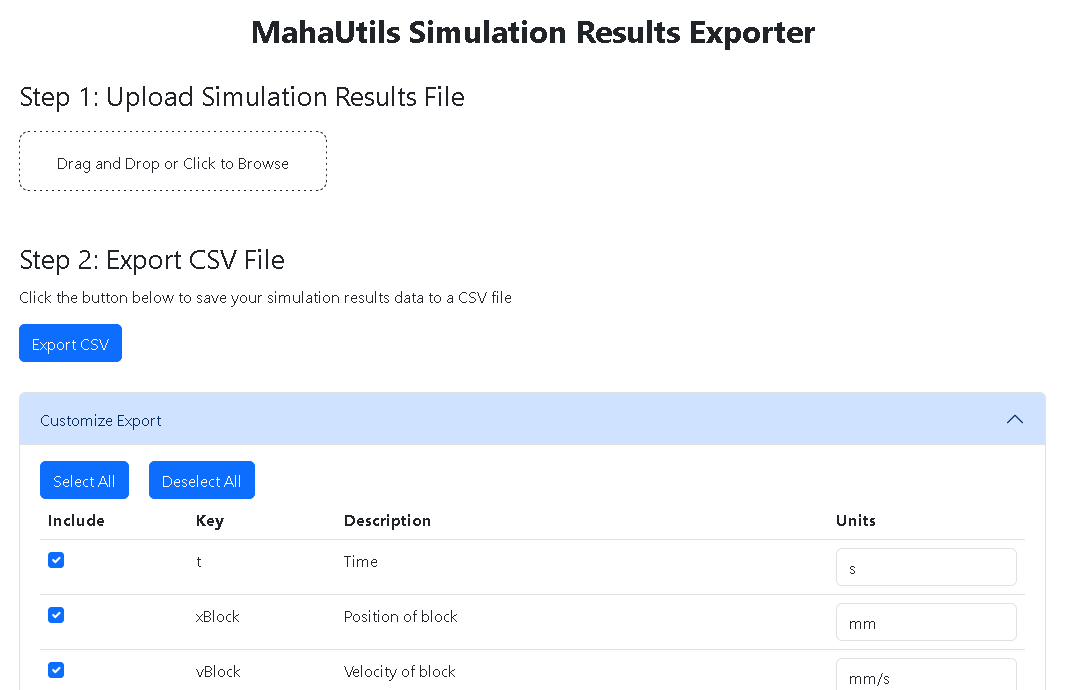 MahaUtils Simulation Results Exporter
Step 1: Upload Simulation Results File
Drag and Drop or Click to Browse
Step 2: Export CSV File
Click the button below to save your simulation results data to a CSV file
Export CSV
Customize Export
Select All Deselect All
Include Key Description Units
t Time s
xBlock Position of block mm
vBlock Velocity of block mm/s